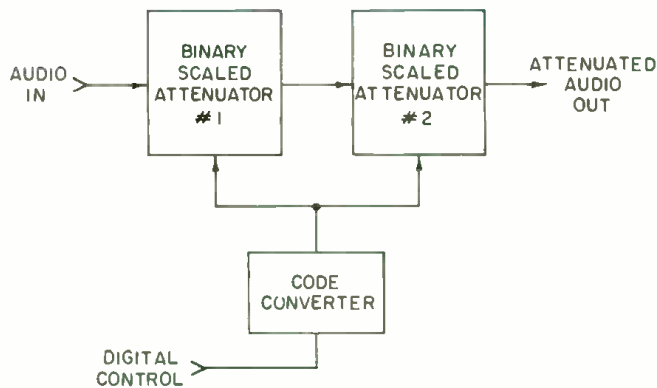 AUDIO
IN
BINARY
SCALED
ATTENUATOR
#1
BINARY
SCALED
ATTENUATOR
#2
ATTENUATED
AUDIO
OUT
CODE
CONVERTER
DIGITAL
CONTROL